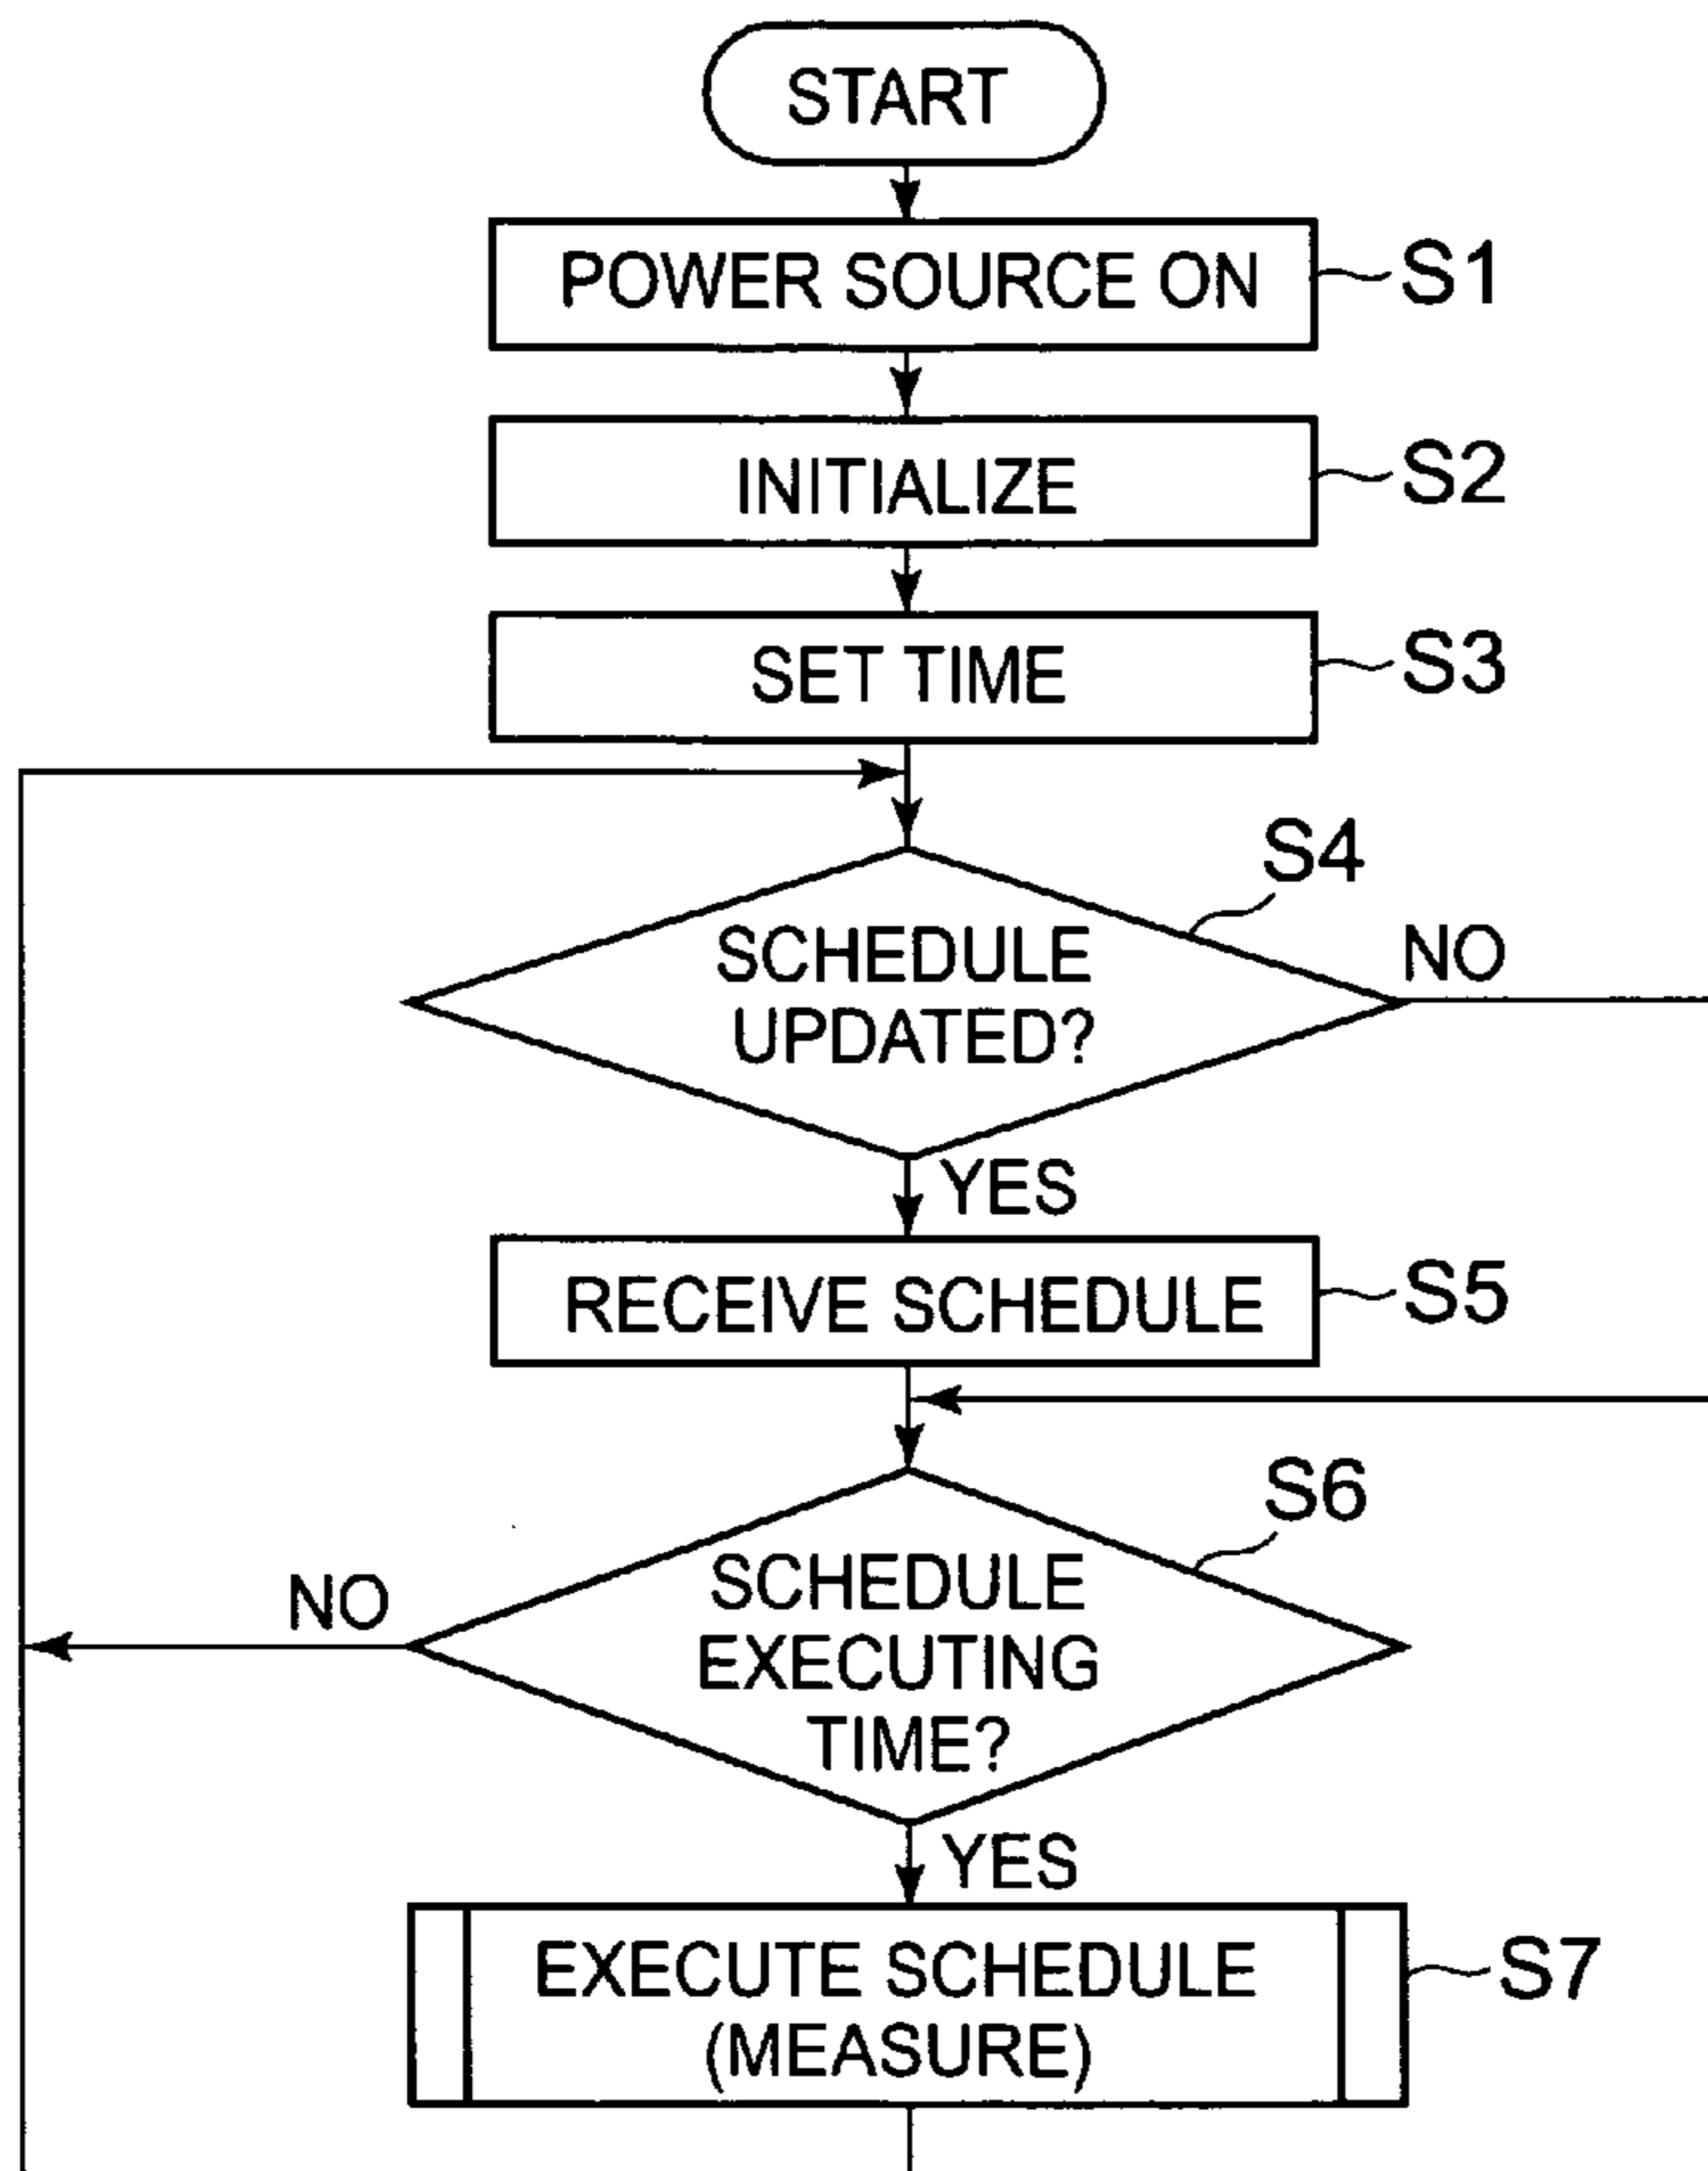 START
POWER SOURCE ON
S1
INITIALIZE
S2
SET TIME
S3
S4
SCHEDULE
UPDATED?
NO
YES
RECEIVE SCHEDULE
S5
S6
SCHEDULE
EXECUTING
TIME?
NO
YES
EXECUTE SCHEDULE
(MEASURE)
S7